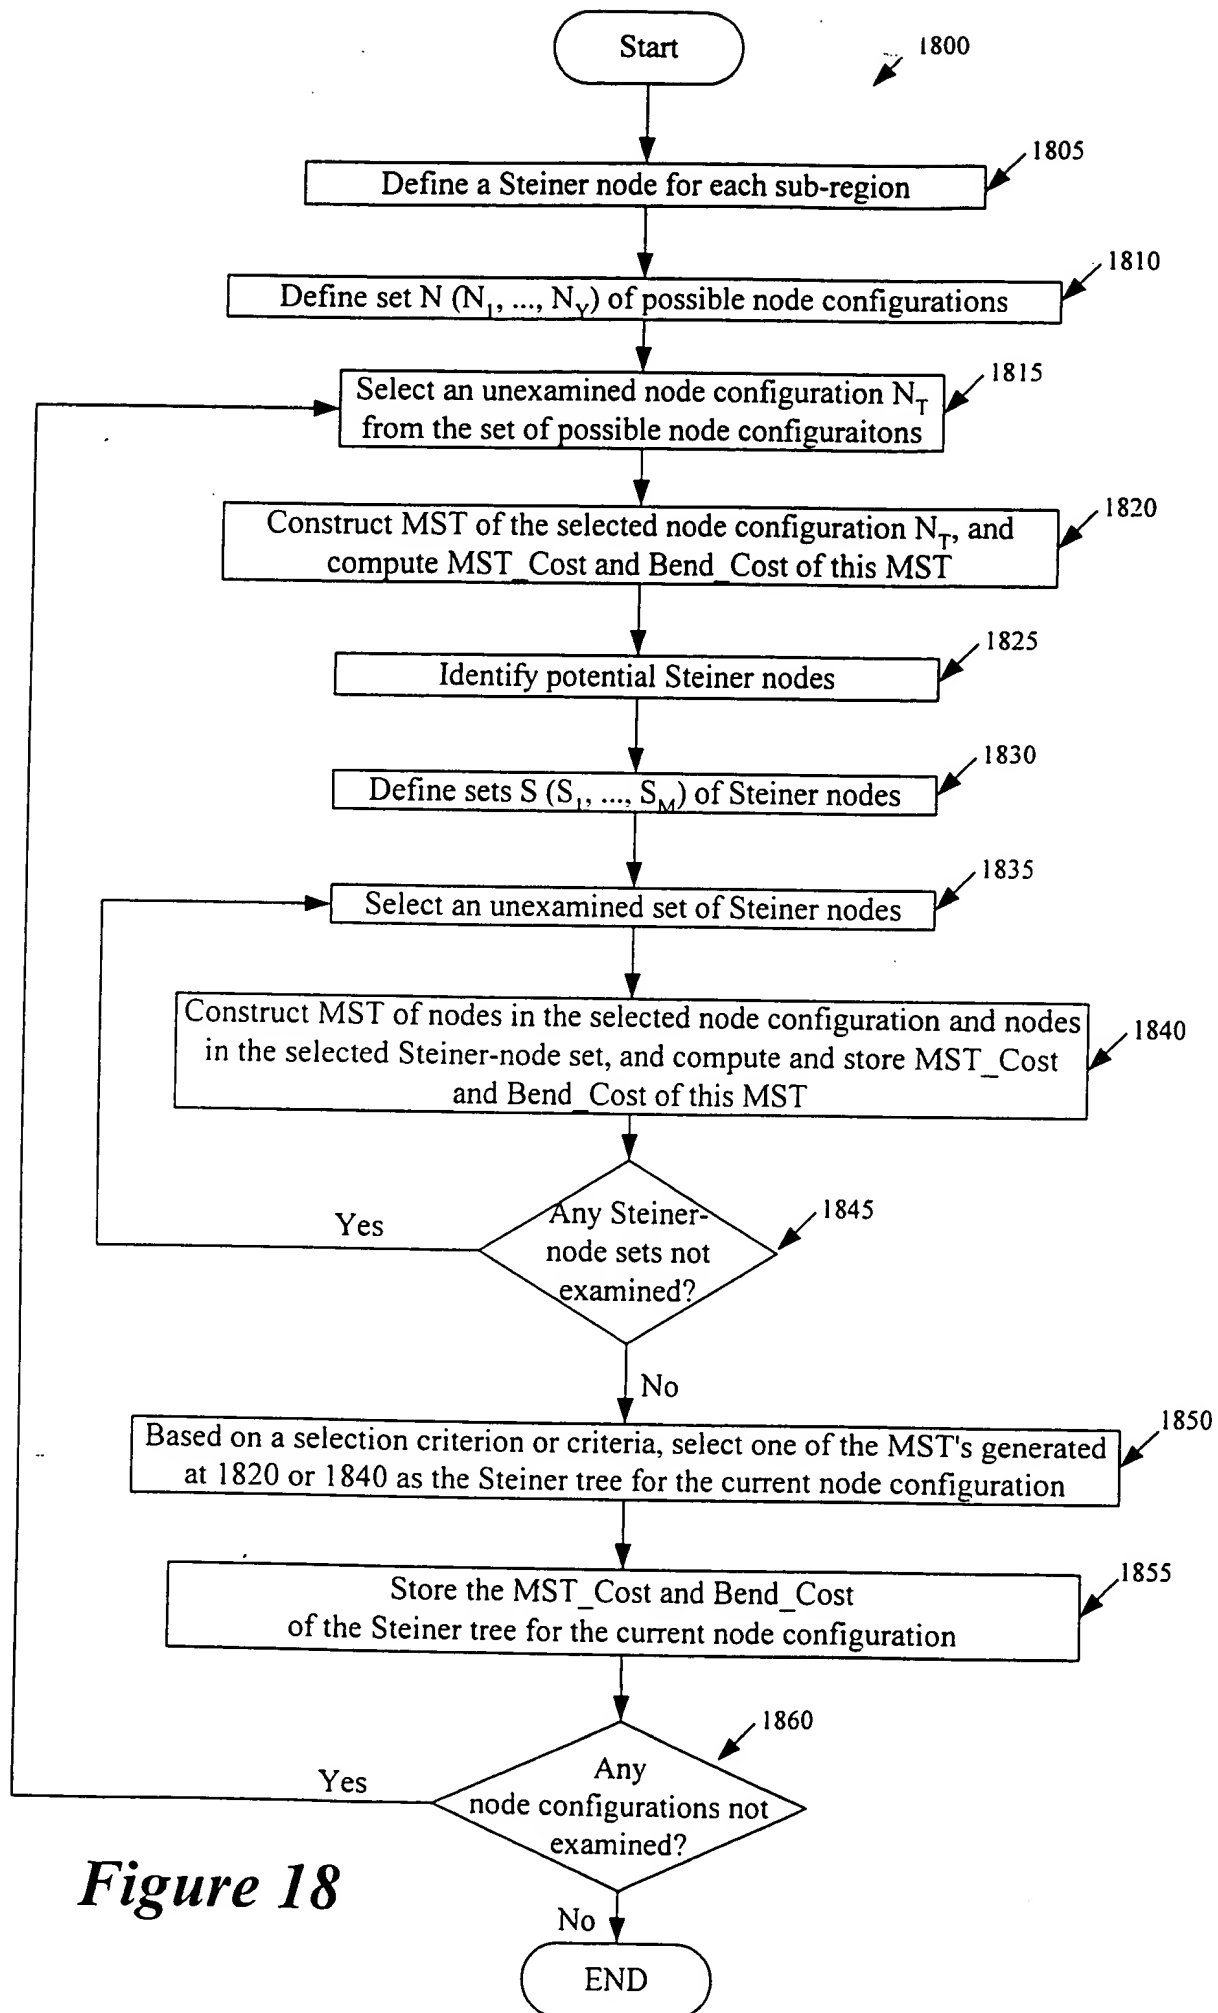 Start
1800
1805
Define a Steiner node for each sub-region
1810
Define set N (N1, ..., NY) of possible node configurations
1815
Select an unexamined node configuration NT
from the set of possible node configuraitons
1820
Construct MST of the selected node configuration NT, and
compute MST_Cost and Bend_Cost of this MST
1825
Identify potential Steiner nodes
1830
Define sets S (S1, ..., SM) of Steiner nodes
1835
Select an unexamined set of Steiner nodes
1840
Construct MST of nodes in the selected node configuration and nodes
in the selected Steiner-node set, and compute and store MST_Cost
and Bend_Cost of this MST
1845
Any Steiner-
node sets not
examined?
Yes
No
1850
Based on a selection criterion or criteria, select one of the MST's generated
at 1820 or 1840 as the Steiner tree for the current node configuration
1855
Store the MST_Cost and Bend_Cost
of the Steiner tree for the current node configuration
1860
Any
node configurations not
examined?
Yes
No
END
Figure 18